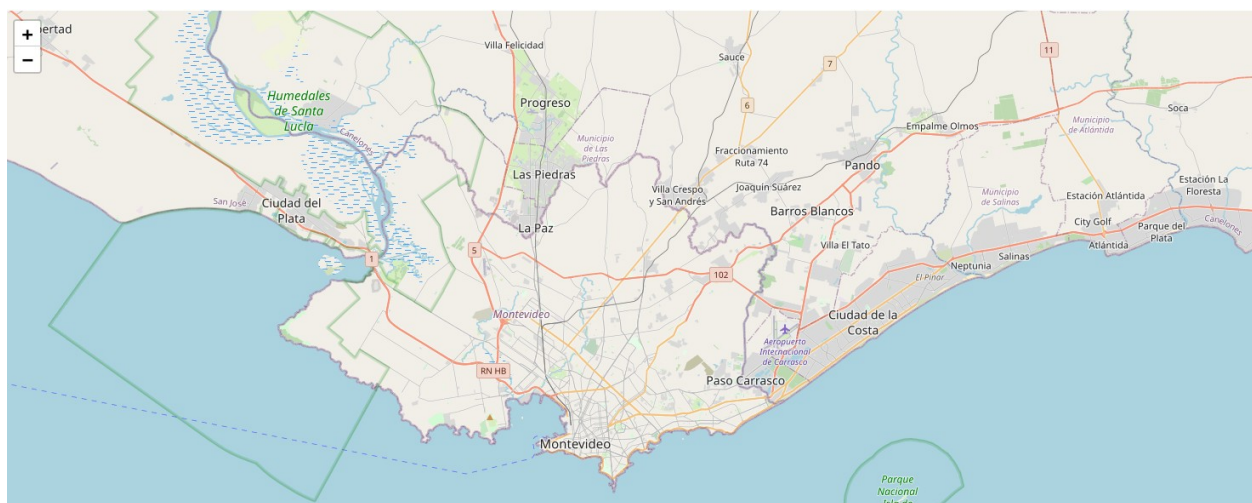 +
−
Villa Felicidad
Sauce
11
7
6
Humedales
de Santa
Lucía
Progreso
Soca
Canelones
Municipio
de Las
Piedras
Empalme Olmos
Municipio
de Atlántida
Fraccionamiento
Ruta 74
Pando
Las Piedras
Villa Crespo
y San Andrés
Joaquín Suárez
Municipio
de Salinas
Estación La
Floresta
Estación Atlántida
San José
Ciudad del
Plata
Barros Blancos
City Golf
Canelones
La Paz
Parque del
Plata
Villa El Tato
Atlántida
5
1
102
Salinas
Neptunia
El Pinar
Montevideo
Ciudad de la
Costa
Aeropuerto
Internacional
de Carrasco
RN HB
Paso Carrasco
Montevideo
Parque
Nacional